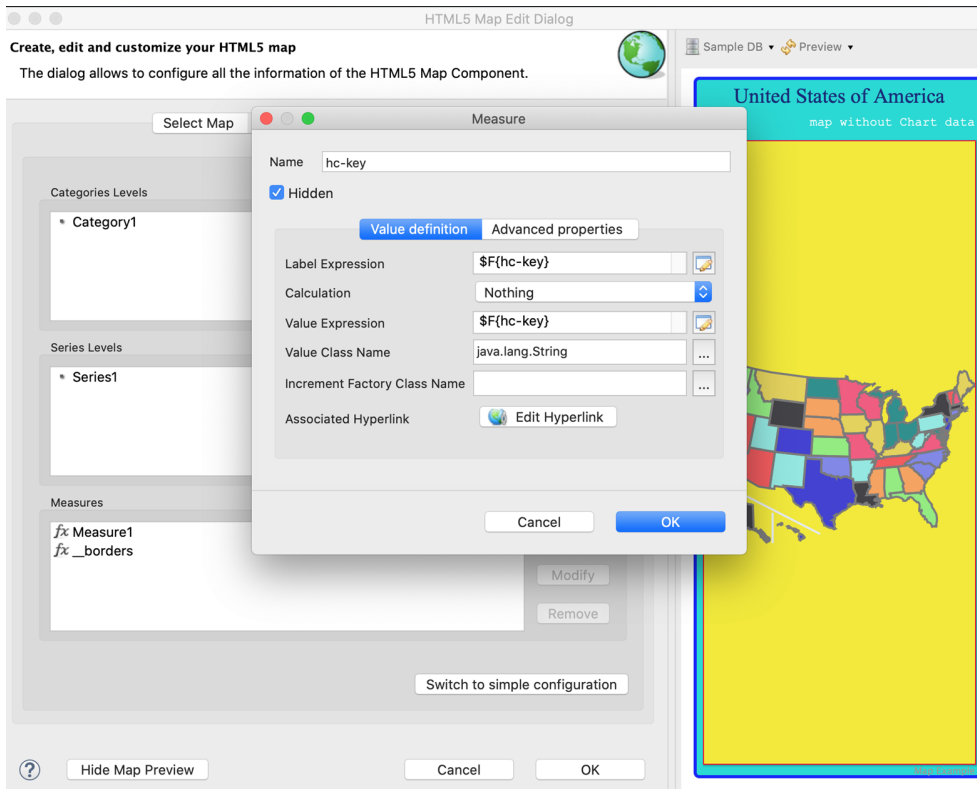 HTML5 Map Edit Dialog
Create, edit and customize your HTML5 map
The dialog allows to configure all the information of the HTML5 Map Component.
Sample DB
Preview
United States of America
map without Chart data
Select Map
Measure
Name
hc-key
Hidden
Value definition
Advanced properties
Label Expression
$F{hc-key}
Calculation
Nothing
Value Expression
$F{hc-key}
Value Class Name
java.lang.String
...
Increment Factory Class Name
...
Associated Hyperlink
Edit Hyperlink
Cancel
OK
Categories Levels
Category1
Series Levels
Series1
Measures
fx Measure1
fx __borders
Modify
Remove
Switch to simple configuration
?
Hide Map Preview
Cancel
OK
Map Example